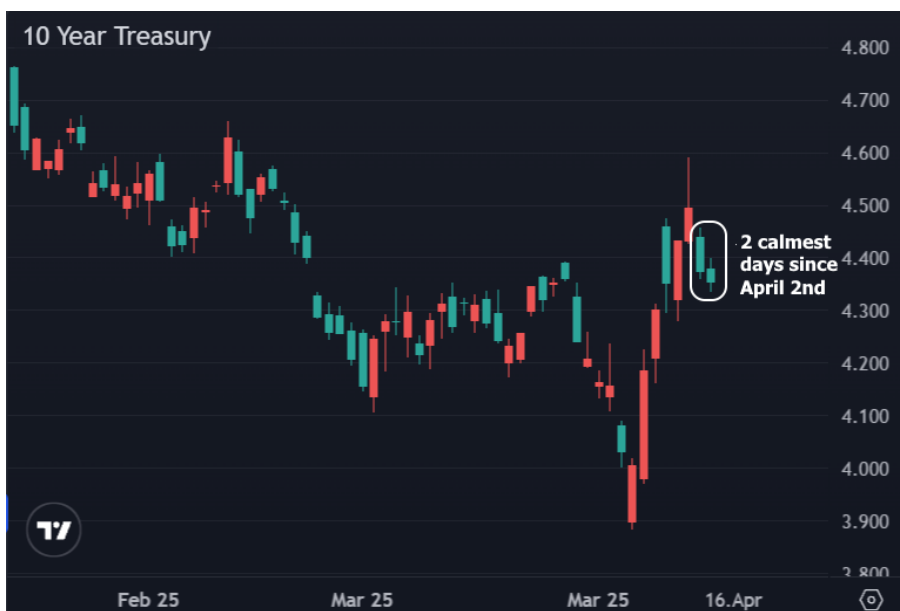 10 Year Treasury
4.800
4.700
4.600
4.500
2 calmest
days since
April 2nd
4.400
4.300
4.200
4.100
4.000
3.900
3.800
Feb 25
Mar 25
Mar 25
16.Apr